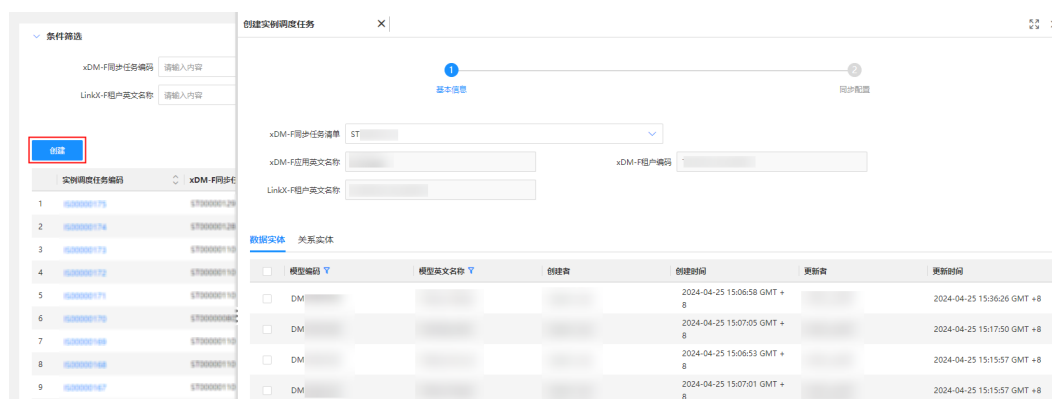 条件筛选
xDM-F同步任务编码 请输入内容
LinkX-F租户英文名称 请输入内容
创建
实例调度任务编码 xDM-F同步任
1 IS00000175 ST00000129
2 IS00000174 ST00000128
3 IS00000173 ST00000110
4 IS00000172 ST00000110
5 IS00000171 ST00000110
6 IS00000170 ST00000080
7 IS00000169 ST00000110
8 IS00000168 ST00000110
9 IS00000167 ST00000110
创建实例调度任务
1 2
基本信息 同步配置
xDM-F同步任务清单 ST
xDM-F应用英文名称 xDM-F租户编码
LinkX-F租户英文名称
数据实体 关系实体
模型编码 模型英文名称 创建者 创建时间 更新者 更新时间
DM 2024-04-25 15:06:58 GMT +
8 2024-04-25 15:36:26 GMT +8
DM 2024-04-25 15:07:05 GMT +
8 2024-04-25 15:17:50 GMT +8
DM 2024-04-25 15:06:53 GMT +
8 2024-04-25 15:15:57 GMT +8
DM 2024-04-25 15:07:01 GMT +
8 2024-04-25 15:15:57 GMT +8